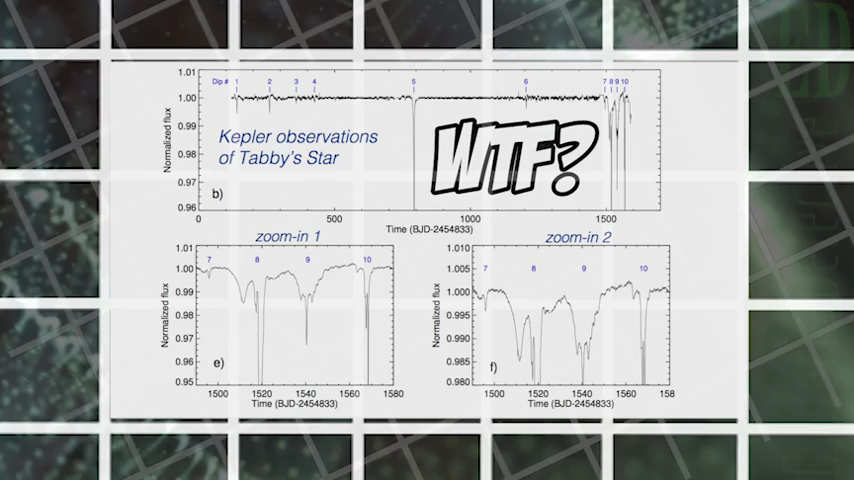 ED
Dip # 1 2 3 4 5 6 7 8 9 10
1.01
1.00
0.99
0.98
0.97
0.96
Normalized flux
Kepler observations
of Tabby's Star
WTF?
b)
0 500 1000 1500
Time (BJD-2454833)
zoom-in 1
1.01
1.00
0.99
0.98
0.97
0.96
0.95
Normalized flux
7 8 9 10
e)
1500 1520 1540 1560 1580
Time (BJD-2454833)
zoom-in 2
1.010
1.005
1.000
0.995
0.990
0.985
0.980
Normalized flux
7 8 9 10
f)
1500 1520 1540 1560 158
Time (BJD-2454833)